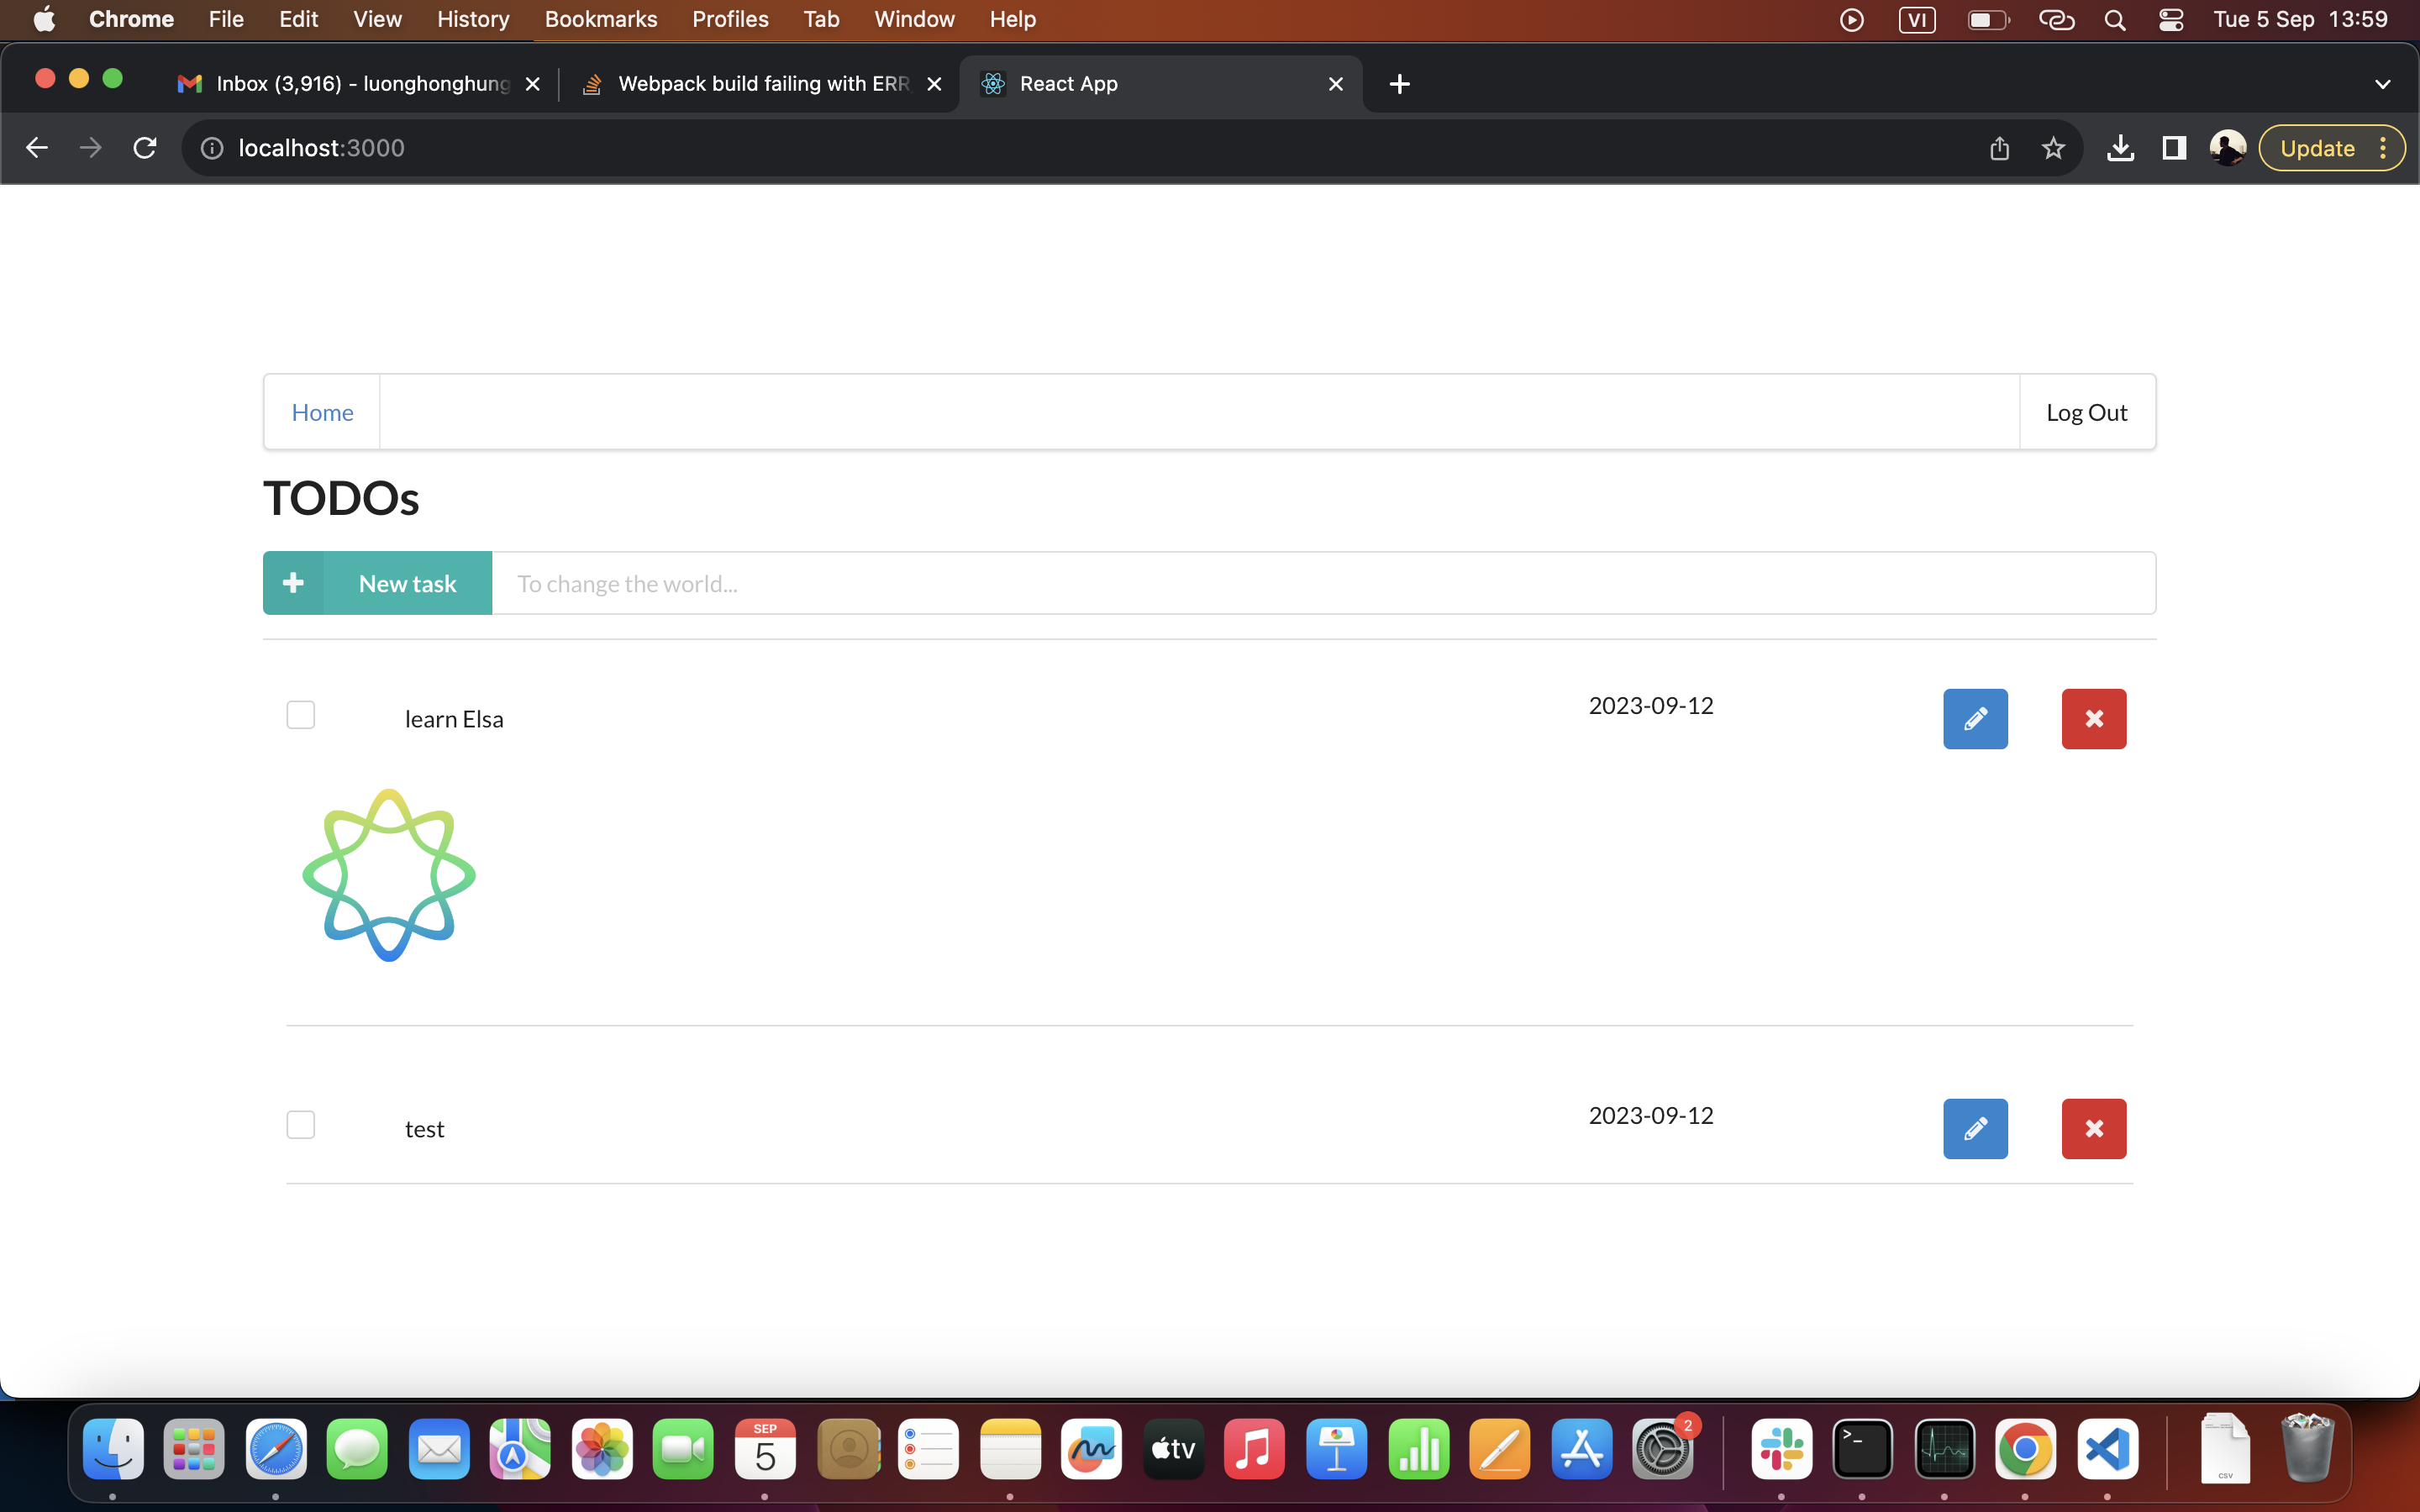 Chrome File Edit View History Bookmarks Profiles Tab Window Help VI Tue 5 Sep 13:59
Inbox (3,916) - luonghonghung Webpack build failing with ERR React App
localhost:3000 Update
Home Log Out
TODOs
New task To change the world...
learn Elsa 2023-09-12
test 2023-09-12
SEP
5
tv
2
>_
CSV